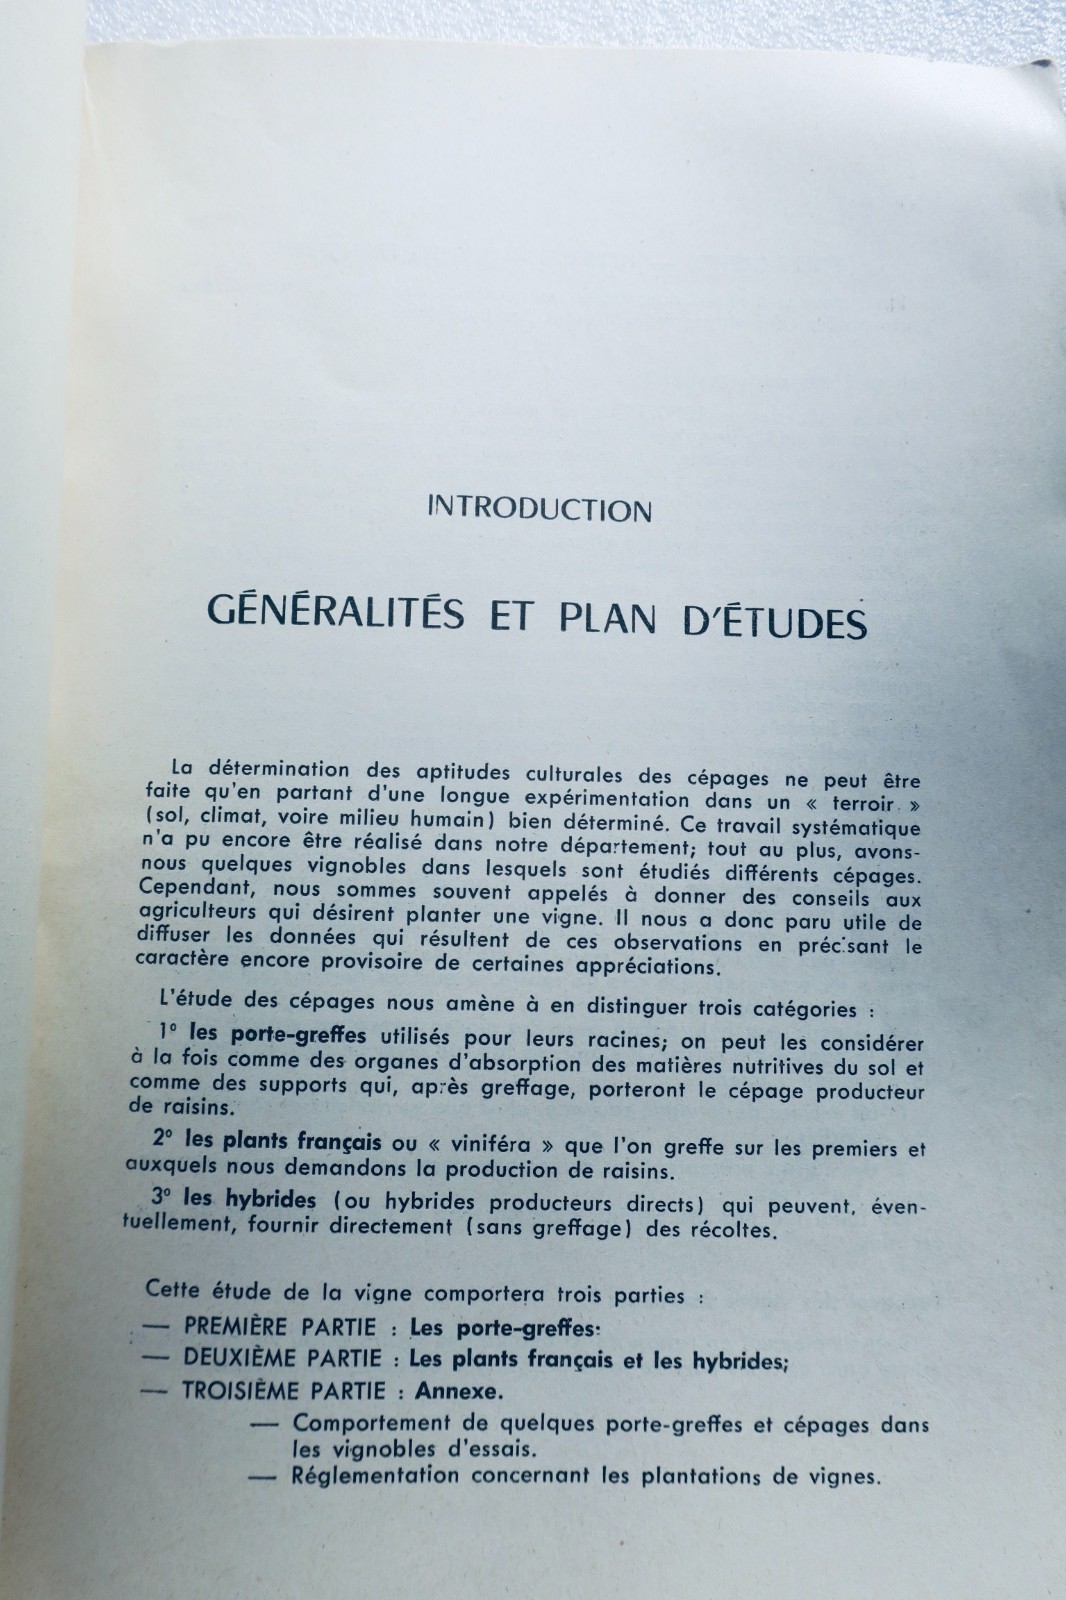 INTRODUCTION
GÉNÉRALITÉS ET PLAN D'ÉTUDES
La détermination des aptitudes culturales des cépages ne peut être
faite qu'en partant d'une longue expérimentation dans un « terroir »
(sol, climat, voire milieu humain) bien déterminé. Ce travail systématique
n'a pu encore être réalisé dans notre département; tout au plus, avons-
nous quelques vignobles dans lesquels sont étudiés différents cépages.
Cependant, nous sommes souvent appelés à donner des conseils aux
agriculteurs qui désirent planter une vigne. Il nous a donc paru utile de
diffuser les données qui résultent de ces observations en précisant le
caractère encore provisoire de certaines appréciations.
L'étude des cépages nous amène à en distinguer trois catégories :
1° les porte-greffes utilisés pour leurs racines; on peut les considérer
à la fois comme des organes d'absorption des matières nutritives du sol et
comme des supports qui, après greffage, porteront le cépage producteur
de raisins.
2° les plants français ou « viniféra » que l'on greffe sur les premiers et
auxquels nous demandons la production de raisins.
3° les hybrides (ou hybrides producteurs directs) qui peuvent, éven-
tuellement, fournir directement (sans greffage) des récoltes.
Cette étude de la vigne comportera trois parties :
— PREMIÈRE PARTIE : Les porte-greffes:
— DEUXIÈME PARTIE : Les plants français et les hybrides;
— TROISIÈME PARTIE : Annexe.
— Comportement de quelques porte-greffes et cépages dans
les vignobles d'essais.
— Réglementation concernant les plantations de vignes.